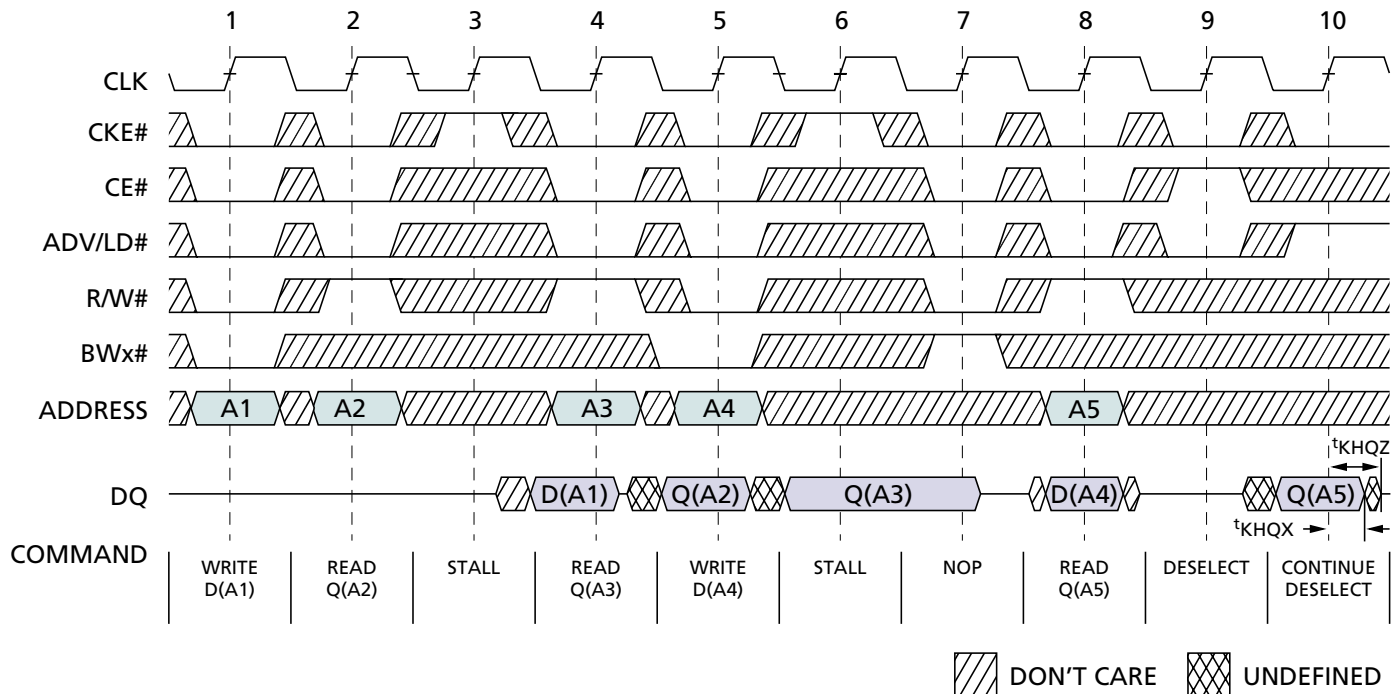 1 2 3 4 5 6 7 8 9 10
CLK
CKE#
CE#
ADV/LD#
R/W#
BWx#
ADDRESS A1 A2 A3 A4 A5
tKHQZ
DQ D(A1) Q(A2) Q(A3) D(A4) Q(A5)
tKHQX
COMMAND
WRITE READ STALL READ WRITE STALL NOP READ DESELECT CONTINUE
D(A1) Q(A2) Q(A3) D(A4) Q(A5) DESELECT
DON'T CARE UNDEFINED